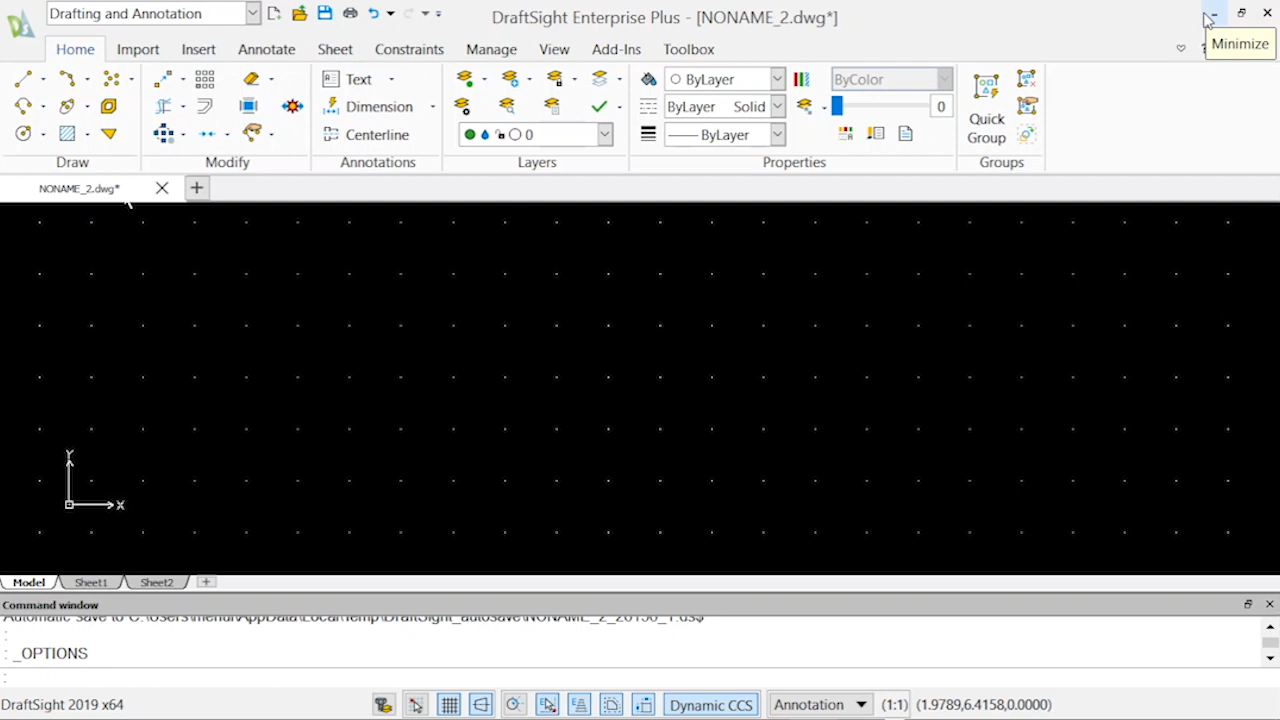 Drafting and Annotation
DraftSight Enterprise Plus - [NONAME_2.dwg*]
Minimize
Home Import Insert Annotate Sheet Constraints Manage View Add-Ins Toolbox
Text
Dimension
Centerline
0
ByLayer
ByLayer Solid
ByLayer
ByColor
0
Quick
Group
Draw Modify Annotations Layers Properties Groups
NONAME_2.dwg*
Y
X
Model Sheet1 Sheet2
Command window
:
: _OPTIONS
:
DraftSight 2019 x64
Dynamic CCS
Annotation
(1:1)
(1.9789,6.4158,0.0000)